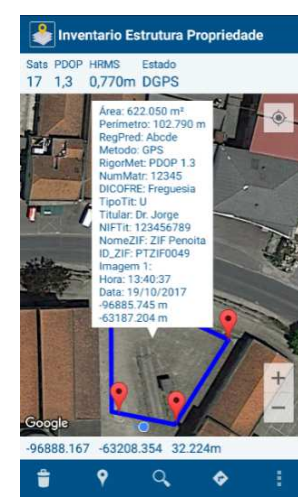 Inventario Estrutura Propriedade
Sats PDOP HRMS Estado
17 1,3 0,770m DGPS
Área: 622.050 m²
Perímetro: 102.790 m
RegPred: Abcde
Metodo: GPS
RigorMet: PDOP 1.3
NumMatr: 12345
DICOFRE: Freguesia
TipoTit: U
Titular: Dr. Jorge
NIFTit: 123456789
NomeZIF: ZIF Penoita
ID_ZIF: PTZIF0049
Imagem 1:
Hora: 13:40:37
Data: 19/10/2017
-96885.745 m
-63187.204 m
+
−
Google
-96888.167 -63208.354 32.224m